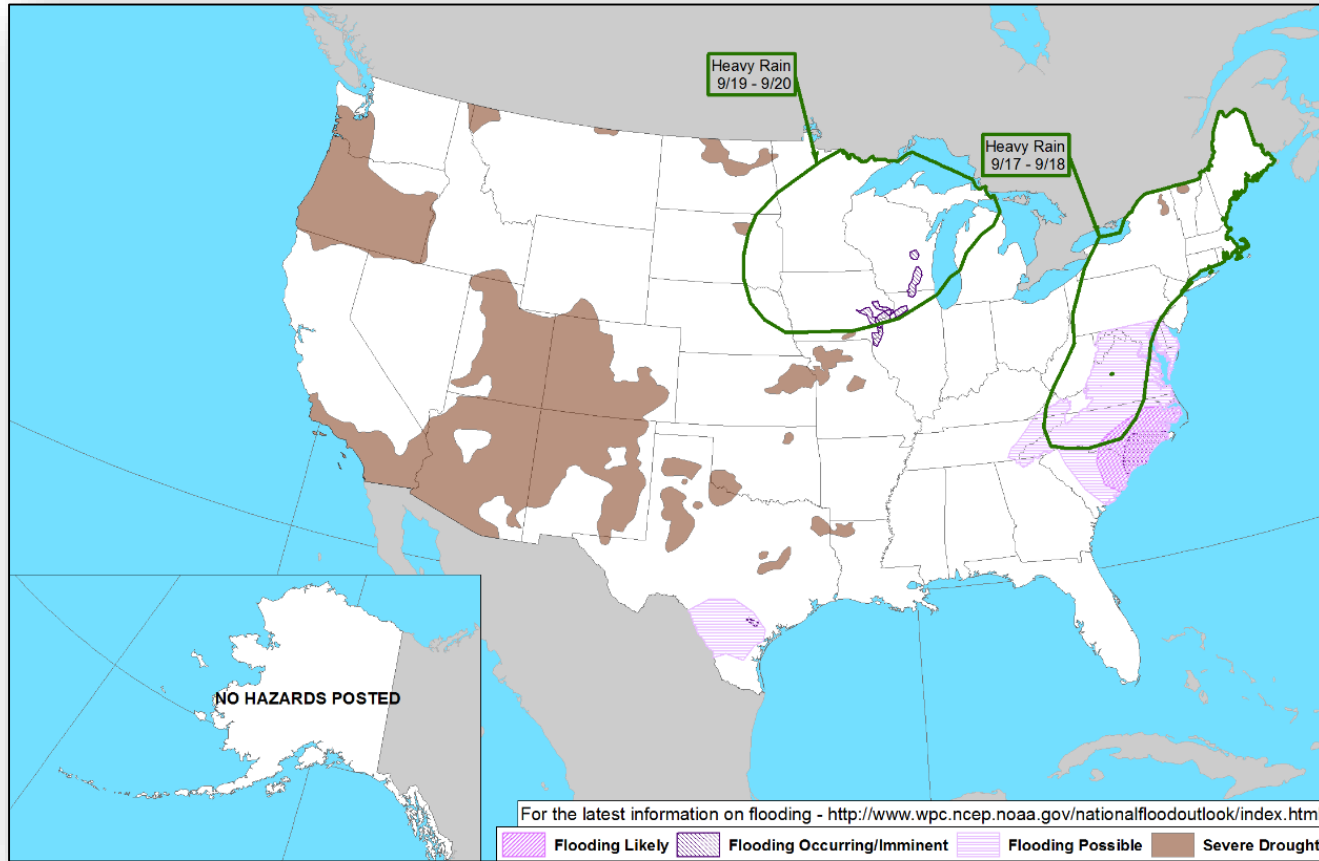 Heavy Rain
9/19 - 9/20
Heavy Rain
9/17 - 9/18
NO HAZARDS POSTED
For the latest information on flooding - http://www.wpc.ncep.noaa.gov/nationalfloodoutlook/index.html
Flooding Likely
Flooding Occurring/Imminent
Flooding Possible
Severe Drought